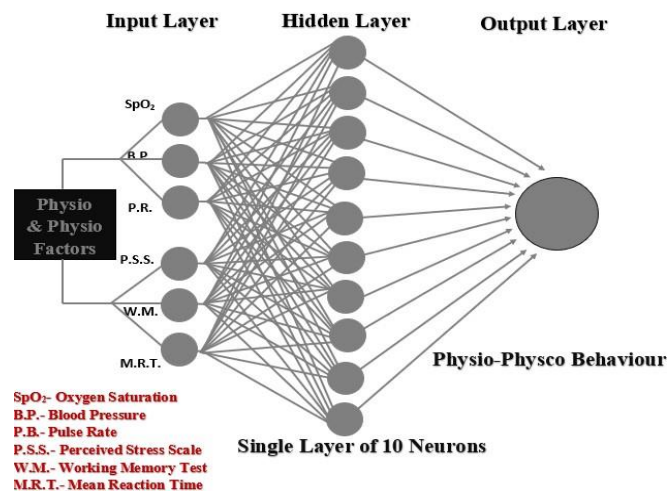 Input Layer
Hidden Layer
Output Layer
SpO₂
B.P.
P.R.
Physio
& Physio
Factors
P.S.S.
W.M.
M.R.T.
Physio-Physco Behaviour
SpO₂- Oxygen Saturation
B.P.- Blood Pressure
P.B.- Pulse Rate
P.S.S.- Perceived Stress Scale
W.M.- Working Memory Test
M.R.T.- Mean Reaction Time
Single Layer of 10 Neurons